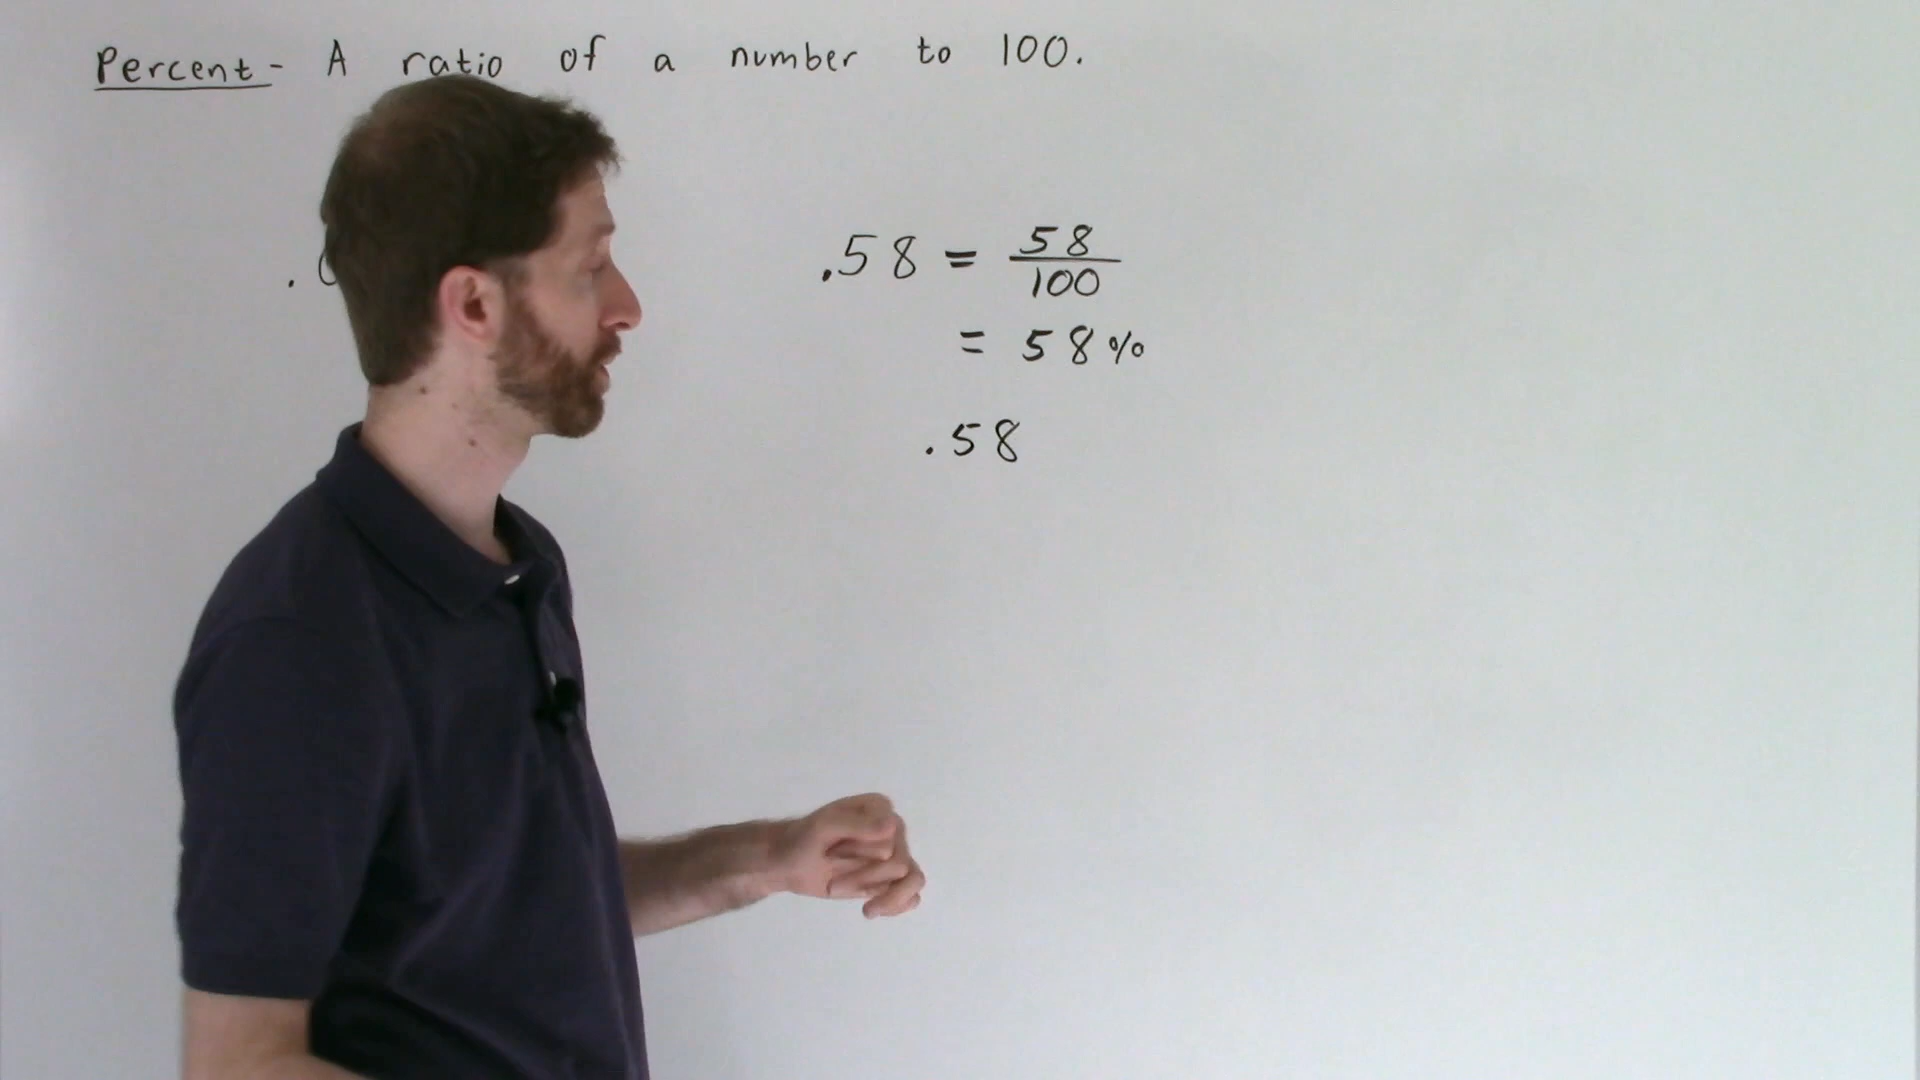 Percent - A ratio of a number to 100.
.58 = 58/100
= 58%
.58